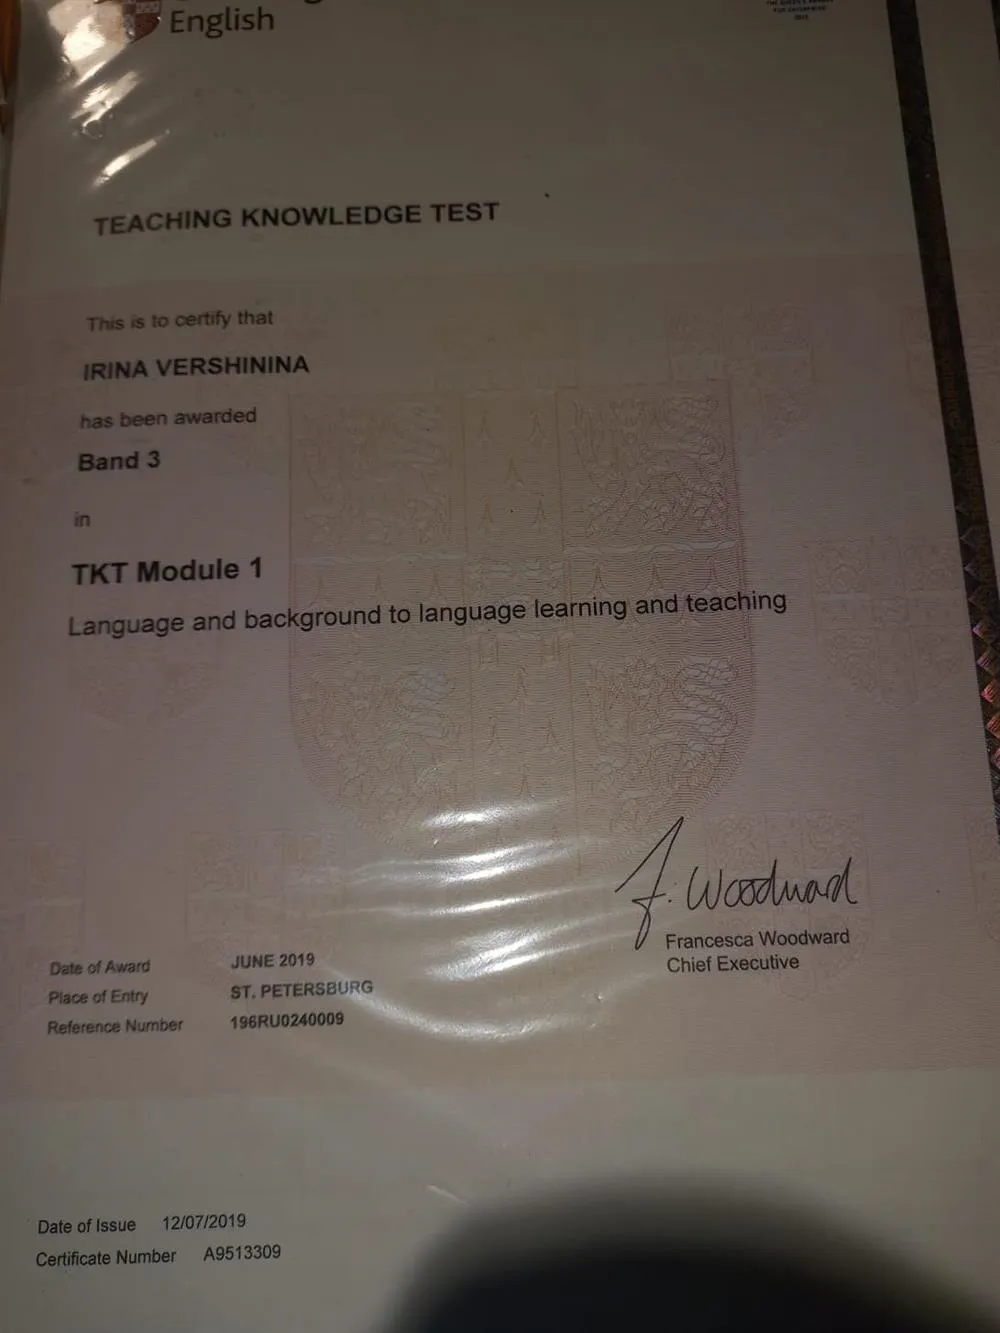 English
TEACHING KNOWLEDGE TEST
This is to certify that
IRINA VERSHININA
has been awarded
Band 3
in
TKT Module 1
Language and background to language learning and teaching
F. Woodward
Francesca Woodward
Chief Executive
Date of Award JUNE 2019
Place of Entry ST. PETERSBURG
Reference Number 196RU0240009
Date of Issue 12/07/2019
Certificate Number A9513309